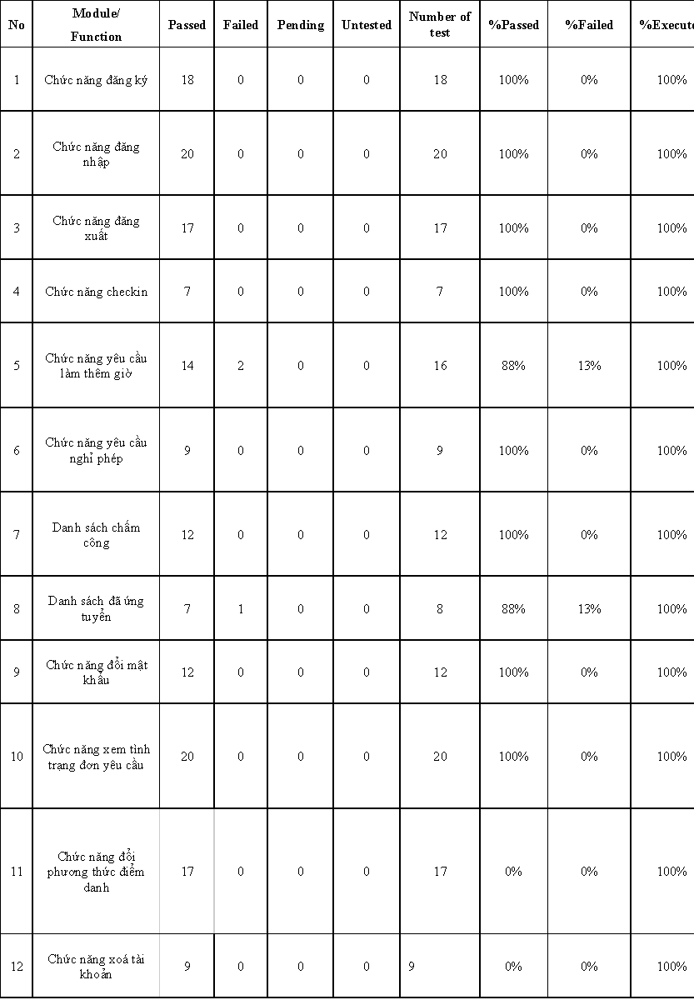 No Module/ Function Passed Failed Pending Untested Number of test %Passed %Failed %Execute
1 Chức năng đăng ký 18 0 0 0 18 100% 0% 100%
2 Chức năng đăng nhập 20 0 0 0 20 100% 0% 100%
3 Chức năng đăng xuất 17 0 0 0 17 100% 0% 100%
4 Chức năng checkin 7 0 0 0 7 100% 0% 100%
5 Chức năng yêu cầu làm thêm giờ 14 2 0 0 16 88% 13% 100%
6 Chức năng yêu cầu nghỉ phép 9 0 0 0 9 100% 0% 100%
7 Danh sách chấm công 12 0 0 0 12 100% 0% 100%
8 Danh sách đã ứng tuyển 7 1 0 0 8 88% 13% 100%
9 Chức năng đổi mật khẩu 12 0 0 0 12 100% 0% 100%
10 Chức năng xem tình trạng đơn yêu cầu 20 0 0 0 20 100% 0% 100%
11 Chức năng đổi phương thức điểm danh 17 0 0 0 17 0% 0% 100%
12 Chức năng xoá tài khoản 9 0 0 0 9 0% 0% 100%